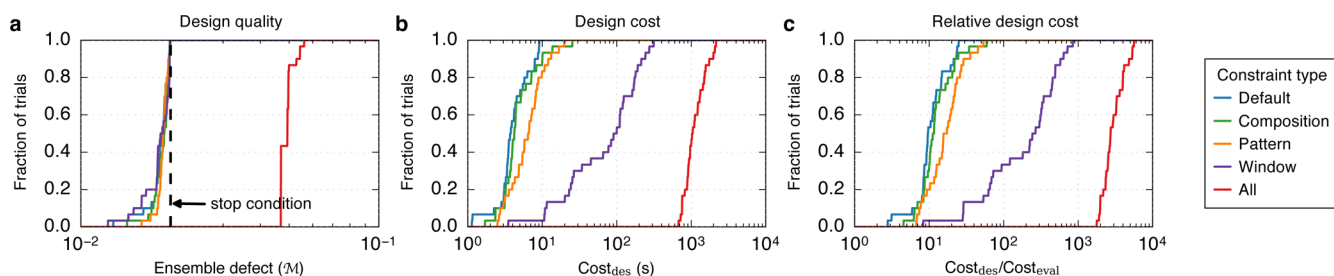 a
Design quality
Fraction of trials
1.0
0.8
0.6
0.4
0.2
0.0
stop condition
10⁻²
10⁻¹
Ensemble defect (ℳ)
b
Design cost
Fraction of trials
1.0
0.8
0.6
0.4
0.2
0.0
10⁰
10¹
10²
10³
10⁴
Cost_des (s)
c
Relative design cost
Fraction of trials
1.0
0.8
0.6
0.4
0.2
0.0
10⁰
10¹
10²
10³
10⁴
Cost_des/Cost_eval
Constraint type
Default
Composition
Pattern
Window
All